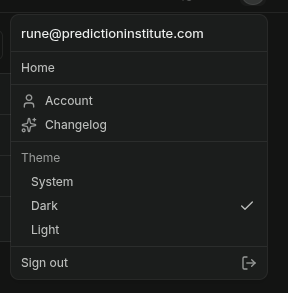 rune@predictioninstitute.com
Home
Account
Changelog
Theme
System
Dark
Light
Sign out